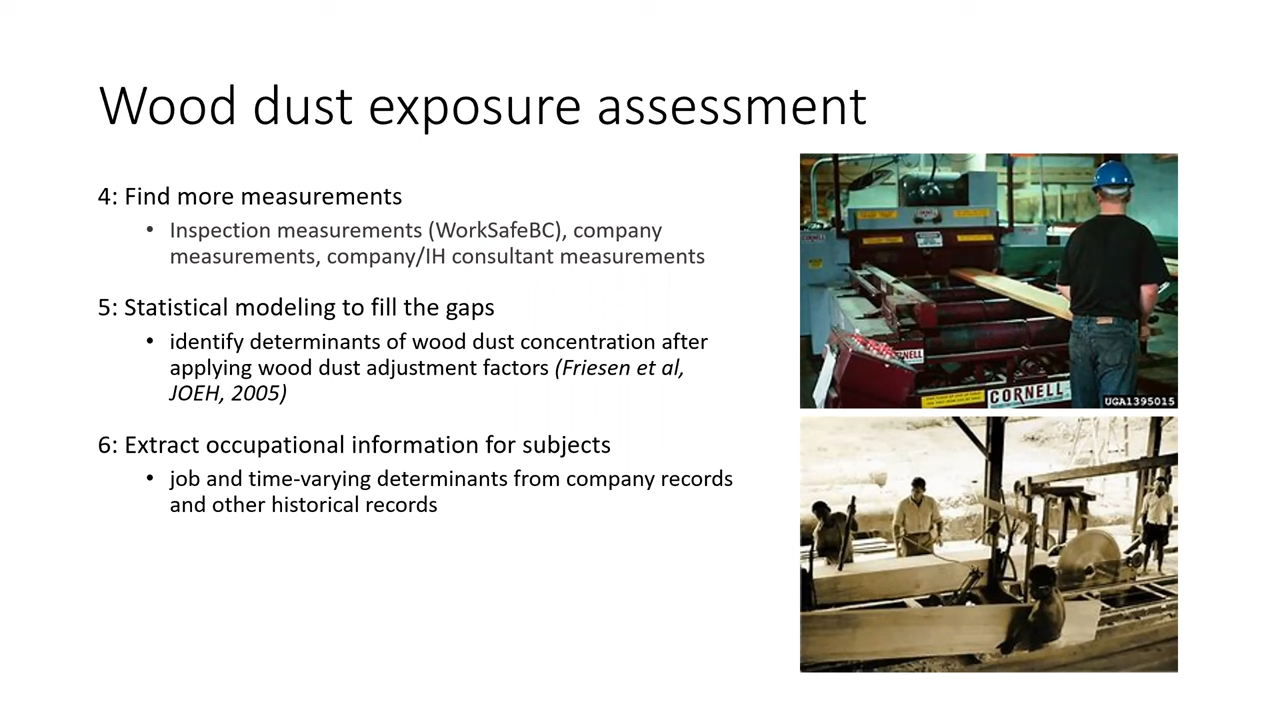 Wood dust exposure assessment
4: Find more measurements
• Inspection measurements (WorkSafeBC), company
measurements, company/IH consultant measurements
5: Statistical modeling to fill the gaps
• identify determinants of wood dust concentration after
applying wood dust adjustment factors (Friesen et al,
JOEH, 2005)
6: Extract occupational information for subjects
• job and time-varying determinants from company records
and other historical records
CORNELL
UGA1395015